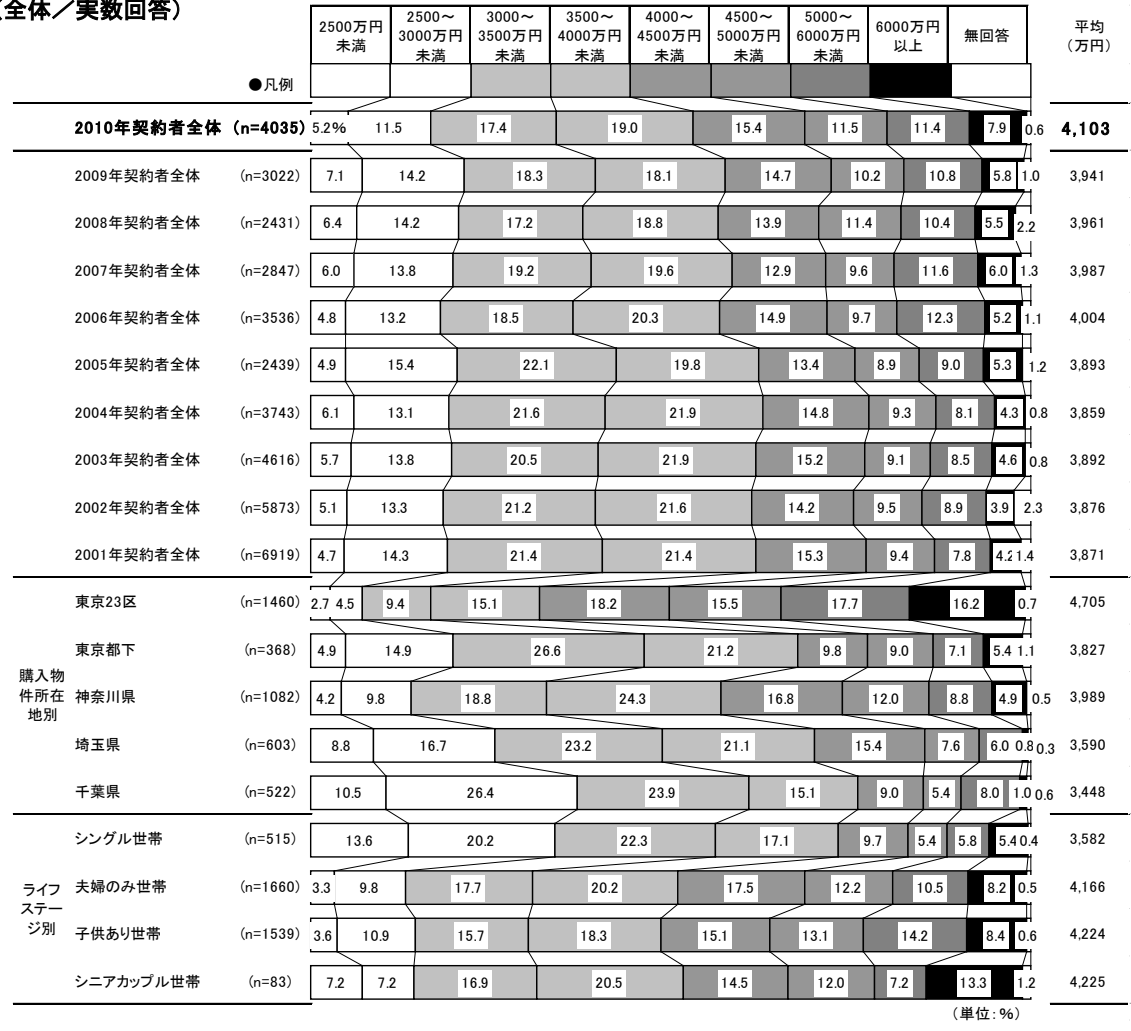 （全体／実数回答）
2500万円未満 2500～3000万円未満 3000～3500万円未満 3500～4000万円未満 4000～4500万円未満 4500～5000万円未満 5000～6000万円未満 6000万円以上 無回答 平均（万円）
●凡例
2010年契約者全体 (n=4035) 5.2% 11.5 17.4 19.0 15.4 11.5 11.4 7.9 0.6 4,103
2009年契約者全体 (n=3022) 7.1 14.2 18.3 18.1 14.7 10.2 10.8 5.8 1.0 3,941
2008年契約者全体 (n=2431) 6.4 14.2 17.2 18.8 13.9 11.4 10.4 5.5 2.2 3,961
2007年契約者全体 (n=2847) 6.0 13.8 19.2 19.6 12.9 9.6 11.6 6.0 1.3 3,987
2006年契約者全体 (n=3536) 4.8 13.2 18.5 20.3 14.9 9.7 12.3 5.2 1.1 4,004
2005年契約者全体 (n=2439) 4.9 15.4 22.1 19.8 13.4 8.9 9.0 5.3 1.2 3,893
2004年契約者全体 (n=3743) 6.1 13.1 21.6 21.9 14.8 9.3 8.1 4.3 0.8 3,859
2003年契約者全体 (n=4616) 5.7 13.8 20.5 21.9 15.2 9.1 8.5 4.6 0.8 3,892
2002年契約者全体 (n=5873) 5.1 13.3 21.2 21.6 14.2 9.5 8.9 3.9 2.3 3,876
2001年契約者全体 (n=6919) 4.7 14.3 21.4 21.4 15.3 9.4 7.8 4.2 1.4 3,871
購入物件所在地別
東京23区 (n=1460) 2.7 4.5 9.4 15.1 18.2 15.5 17.7 16.2 0.7 4,705
東京都下 (n=368) 4.9 14.9 26.6 21.2 9.8 9.0 7.1 5.4 1.1 3,827
神奈川県 (n=1082) 4.2 9.8 18.8 24.3 16.8 12.0 8.8 4.9 0.5 3,989
埼玉県 (n=603) 8.8 16.7 23.2 21.1 15.4 7.6 6.0 0.8 0.3 3,590
千葉県 (n=522) 10.5 26.4 23.9 15.1 9.0 5.4 8.0 1.0 0.6 3,448
ライフステージ別
シングル世帯 (n=515) 13.6 20.2 22.3 17.1 9.7 5.4 5.8 5.4 0.4 3,582
夫婦のみ世帯 (n=1660) 3.3 9.8 17.7 20.2 17.5 12.2 10.5 8.2 0.5 4,166
子供あり世帯 (n=1539) 3.6 10.9 15.7 18.3 15.1 13.1 14.2 8.4 0.6 4,224
シニアカップル世帯 (n=83) 7.2 7.2 16.9 20.5 14.5 12.0 7.2 13.3 1.2 4,225
（単位：％）